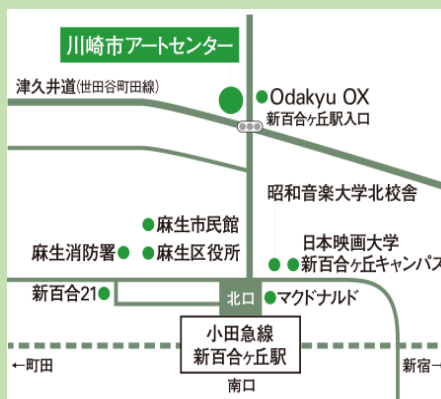 川崎市アートセンター
津久井道(世田谷町田線)
Odakyu OX
新百合ヶ丘駅入口
昭和音楽大学北校舎
麻生市民館
日本映画大学
麻生消防署
麻生区役所
新百合ヶ丘キャンパス
新百合21
北口
マクドナルド
小田急線
新百合ヶ丘駅
←町田
新宿→
南口